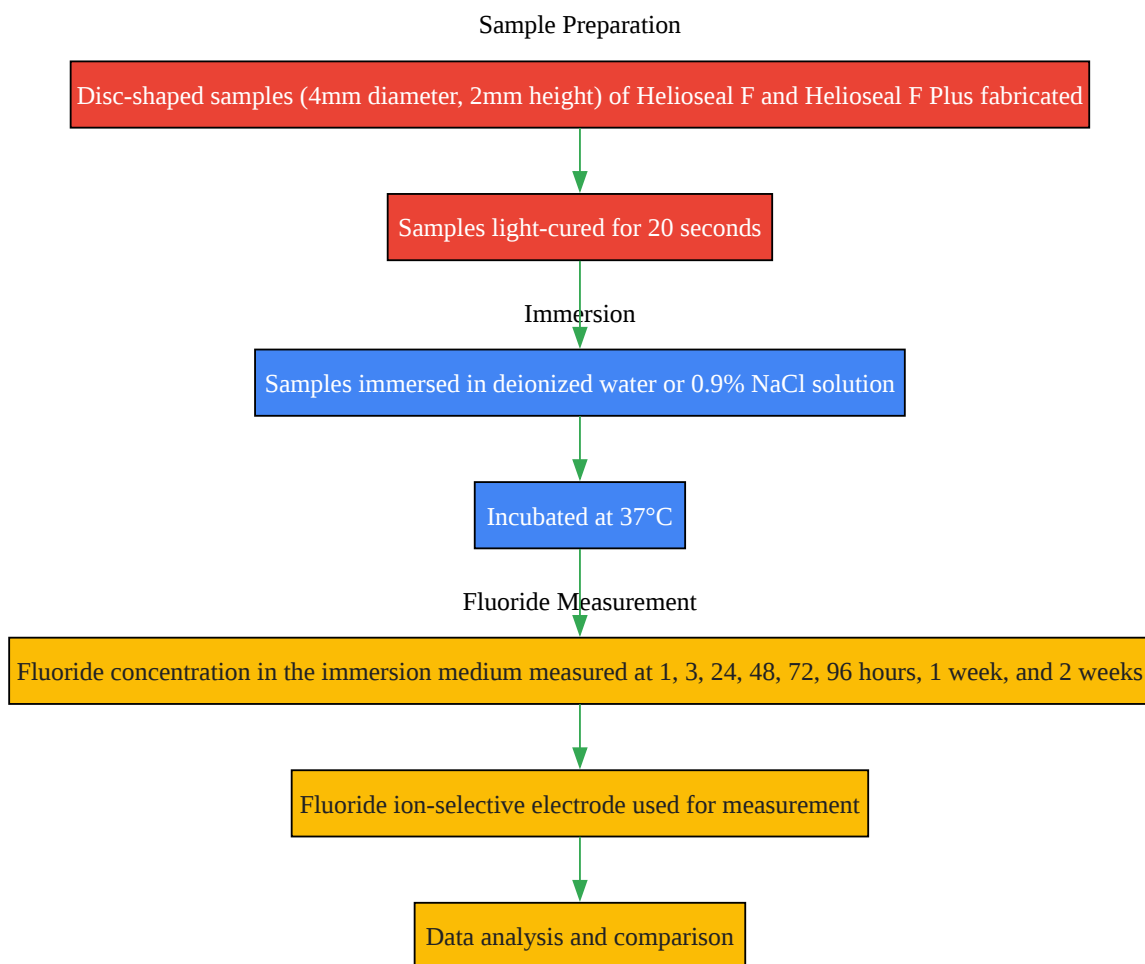 Sample Preparation
Disc-shaped samples (4mm diameter, 2mm height) of Helioseal F and Helioseal F Plus fabricated
Samples light-cured for 20 seconds
Immersion
Samples immersed in deionized water or 0.9% NaCl solution
Incubated at 37°C
Fluoride Measurement
Fluoride concentration in the immersion medium measured at 1, 3, 24, 48, 72, 96 hours, 1 week, and 2 weeks
Fluoride ion-selective electrode used for measurement
Data analysis and comparison